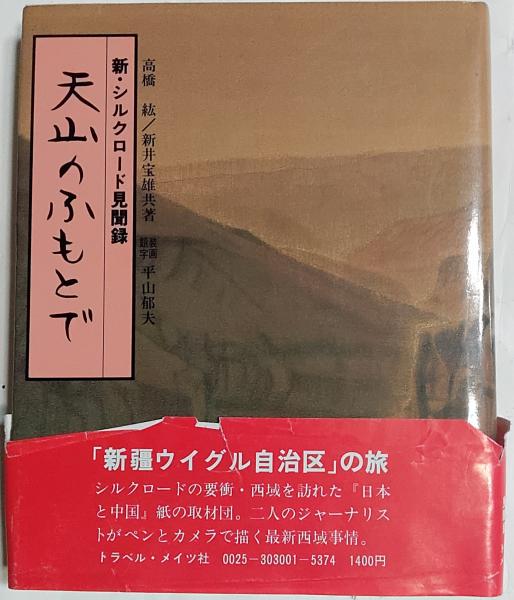 新・シルクロード見聞録
天山のふもとで
高橋 紘/新井宝雄共著
装画
題字
平山郁夫
「新疆ウイグル自治区」の旅
シルクロードの要衝・西域を訪れた『日本
と中国』紙の取材団。二人のジャーナリス
トがペンとカメラで描く最新西域事情。
トラベル・メイツ社 0025-303001-5374 1400円